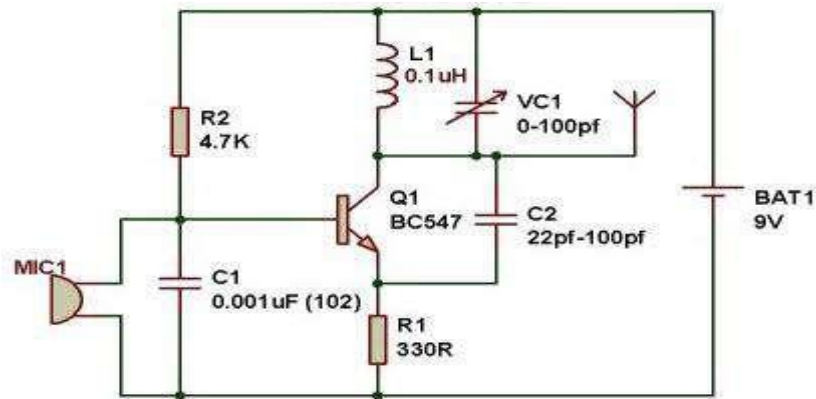 L1
0.1uH
VC1
0-100pf
R2
4.7K
Q1
BC547
C2
22pf-100pf
BAT1
9V
MIC1
C1
0.001uF (102)
R1
330R